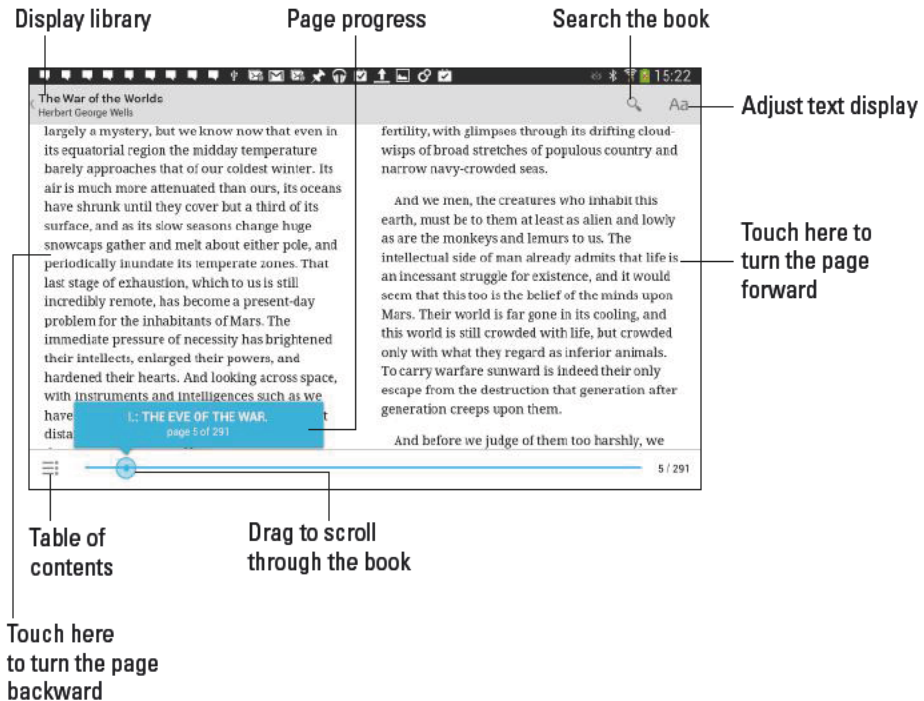 Display library
Page progress
Search the book
15:22
The War of the Worlds
Herbert George Wells
Aa
Adjust text display
largely a mystery, but we know now that even in
its equatorial region the midday temperature
barely approaches that of our coldest winter. Its
air is much more attenuated than ours, its oceans
have shrunk until they cover but a third of its
surface, and as its slow seasons change huge
snowcaps gather and melt about either pole, and
periodically inundate its temperate zones. That
last stage of exhaustion, which to us is still
incredibly remote, has become a present-day
problem for the inhabitants of Mars. The
immediate pressure of necessity has brightened
their intellects, enlarged their powers, and
hardened their hearts. And looking across space,
with instruments and intelligences such as we
have
dista
I.: THE EVE OF THE WAR.
page 5 of 291
fertility, with glimpses through its drifting cloud-
wisps of broad stretches of populous country and
narrow navy-crowded seas.
And we men, the creatures who inhabit this
earth, must be to them at least as alien and lowly
as are the monkeys and lemurs to us. The
intellectual side of man already admits that life is
an incessant struggle for existence, and it would
seem that this too is the belief of the minds upon
Mars. Their world is far gone in its cooling, and
this world is still crowded with life, but crowded
only with what they regard as inferior animals.
To carry warfare sunward is indeed their only
escape from the destruction that generation after
generation creeps upon them.
And before we judge of them too harshly, we
Touch here to
turn the page
forward
5 / 291
Table of
contents
Drag to scroll
through the book
Touch here
to turn the page
backward